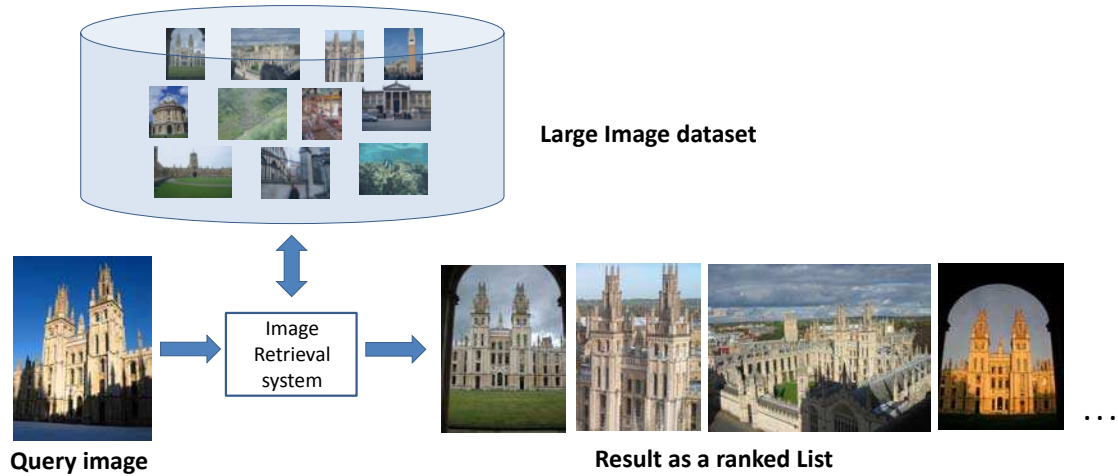 Large Image dataset
Image
Retrieval
system
. . .
Query image
Result as a ranked List